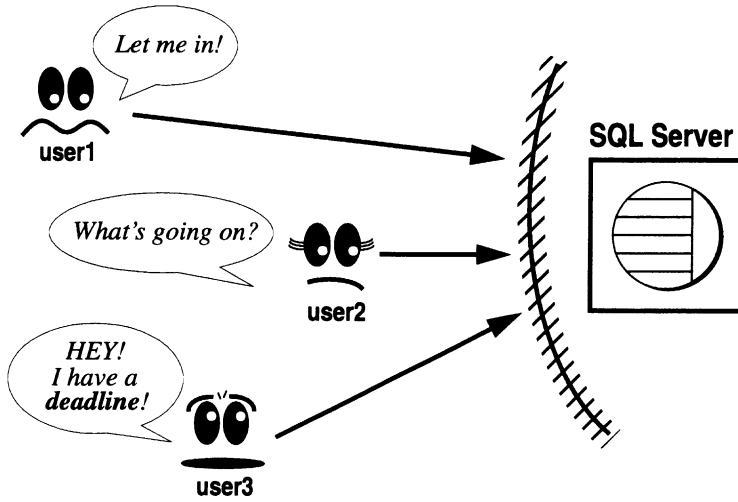 Let me in!
user1
SQL Server
What's going on?
user2
HEY!
I have a
deadline!
user3